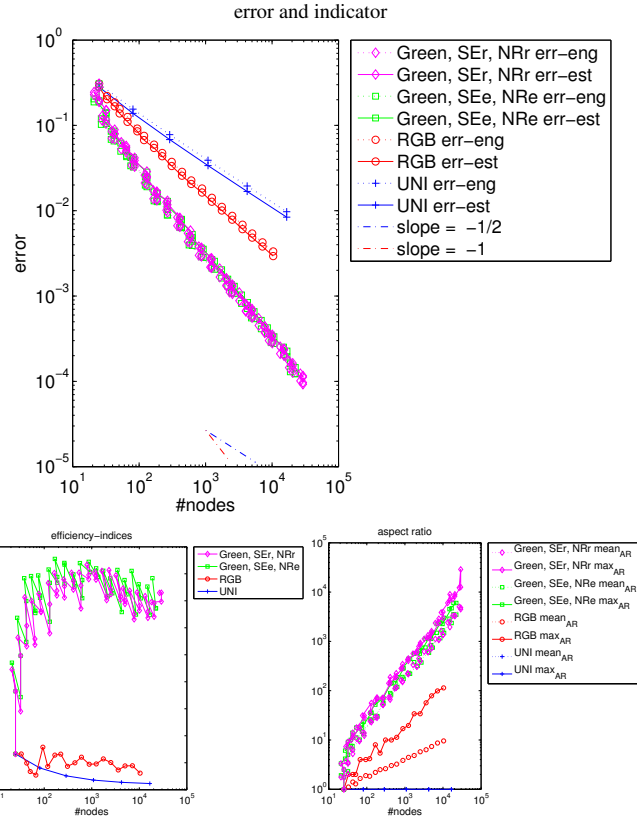 error and indicator
10^0
10^-1
10^-2
10^-3
10^-4
10^-5
error
10^1 10^2 10^3 10^4 10^5
#nodes
Green, SEr, NRr err-eng
Green, SEr, NRr err-est
Green, SEe, NRe err-eng
Green, SEe, NRe err-est
RGB err-eng
RGB err-est
UNI err-eng
UNI err-est
slope = -1/2
slope = -1
efficiency-indices
10^2 10^3 10^4 10^5
#nodes
Green, SEr, NRr
Green, SEe, NRe
RGB
UNI
aspect ratio
10^5
10^4
10^3
10^2
10^1
10^0
10^1 10^2 10^3 10^4 10^5
#nodes
Green, SEr, NRr mean_AR
Green, SEr, NRr max_AR
Green, SEe, NRe mean_AR
Green, SEe, NRe max_AR
RGB mean_AR
RGB max_AR
UNI mean_AR
UNI max_AR